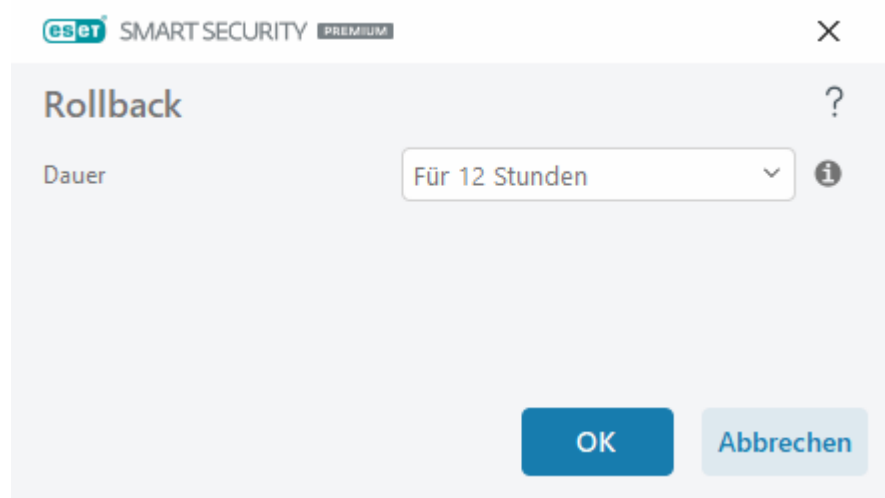 eset SMART SECURITY PREMIUM
Rollback
Dauer Für 12 Stunden
OK Abbrechen